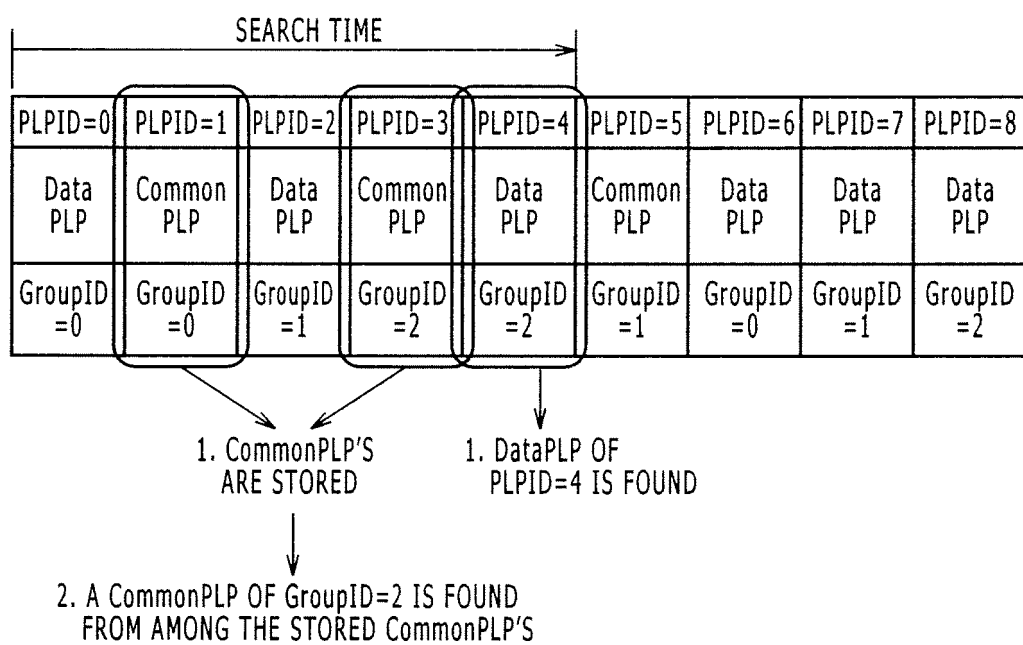 SEARCH TIME
PLPID=0 PLPID=1 PLPID=2 PLPID=3 PLPID=4 PLPID=5 PLPID=6 PLPID=7 PLPID=8
Data Common Data Common Data Common Data Data Data
PLP PLP PLP PLP PLP PLP PLP PLP PLP
GroupID GroupID GroupID GroupID GroupID GroupID GroupID GroupID GroupID
=0 =0 =1 =2 =2 =1 =0 =1 =2
1. CommonPLP'S
ARE STORED
1. DataPLP OF
PLPID=4 IS FOUND
2. A CommonPLP OF GroupID=2 IS FOUND
FROM AMONG THE STORED CommonPLP'S